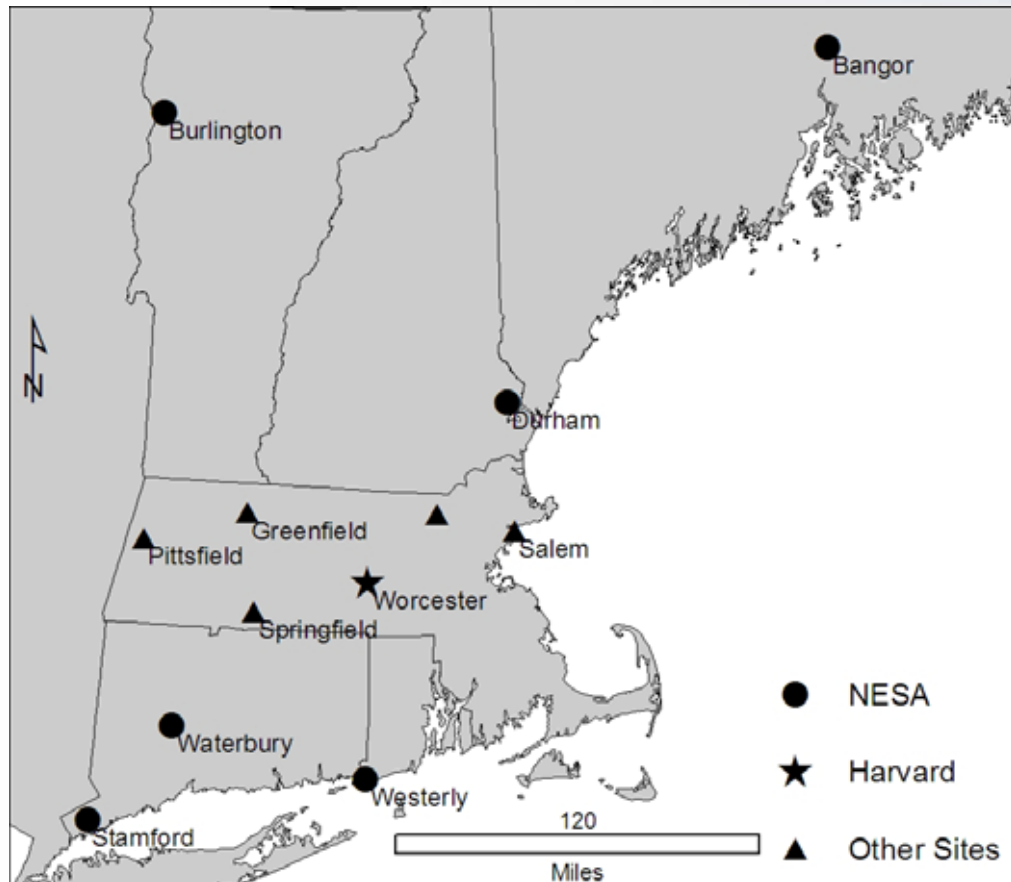 Bangor
Burlington
N
Durham
Greenfield
Pittsfield
Salem
Worcester
Springfield
NESA
Waterbury
Harvard
Westerly
120
Stamford
Other Sites
Miles